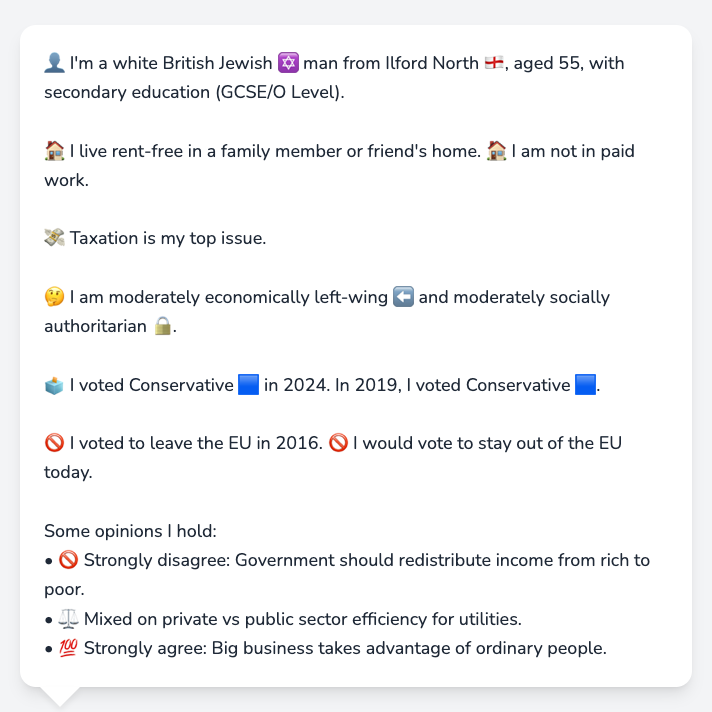 👤 I'm a white British Jewish ✡️ man from Ilford North 🏴󠁧󠁢󠁥󠁮󠁧󠁿, aged 55, with
secondary education (GCSE/O Level).
🏠 I live rent-free in a family member or friend's home. 🏠 I am not in paid
work.
💸 Taxation is my top issue.
🤔 I am moderately economically left-wing ⬅️ and moderately socially
authoritarian 🔒.
🗳️ I voted Conservative 🟦 in 2024. In 2019, I voted Conservative 🟦.
🚫 I voted to leave the EU in 2016. 🚫 I would vote to stay out of the EU
today.
Some opinions I hold:
• 🚫 Strongly disagree: Government should redistribute income from rich to
poor.
• ⚖️ Mixed on private vs public sector efficiency for utilities.
• 💯 Strongly agree: Big business takes advantage of ordinary people.